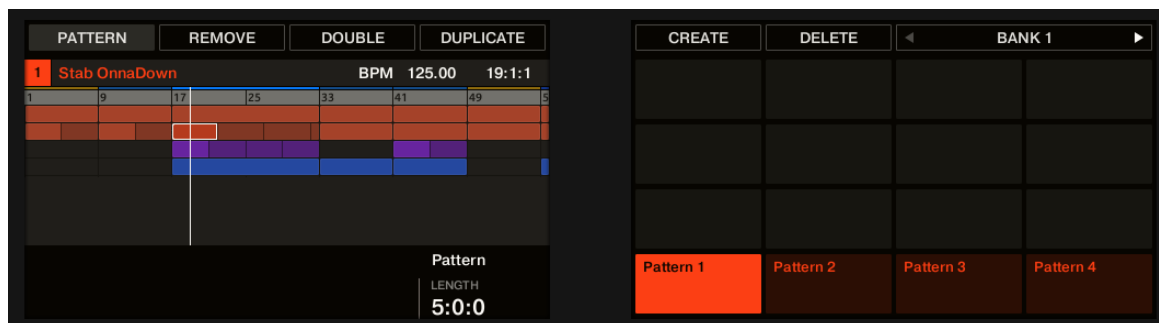 PATTERN REMOVE DOUBLE DUPLICATE
1 Stab OnnaDown BPM 125.00 19:1:1
1 9 17 25 33 41 49 5
Pattern
LENGTH
5:0:0
CREATE DELETE BANK 1
Pattern 1 Pattern 2 Pattern 3 Pattern 4